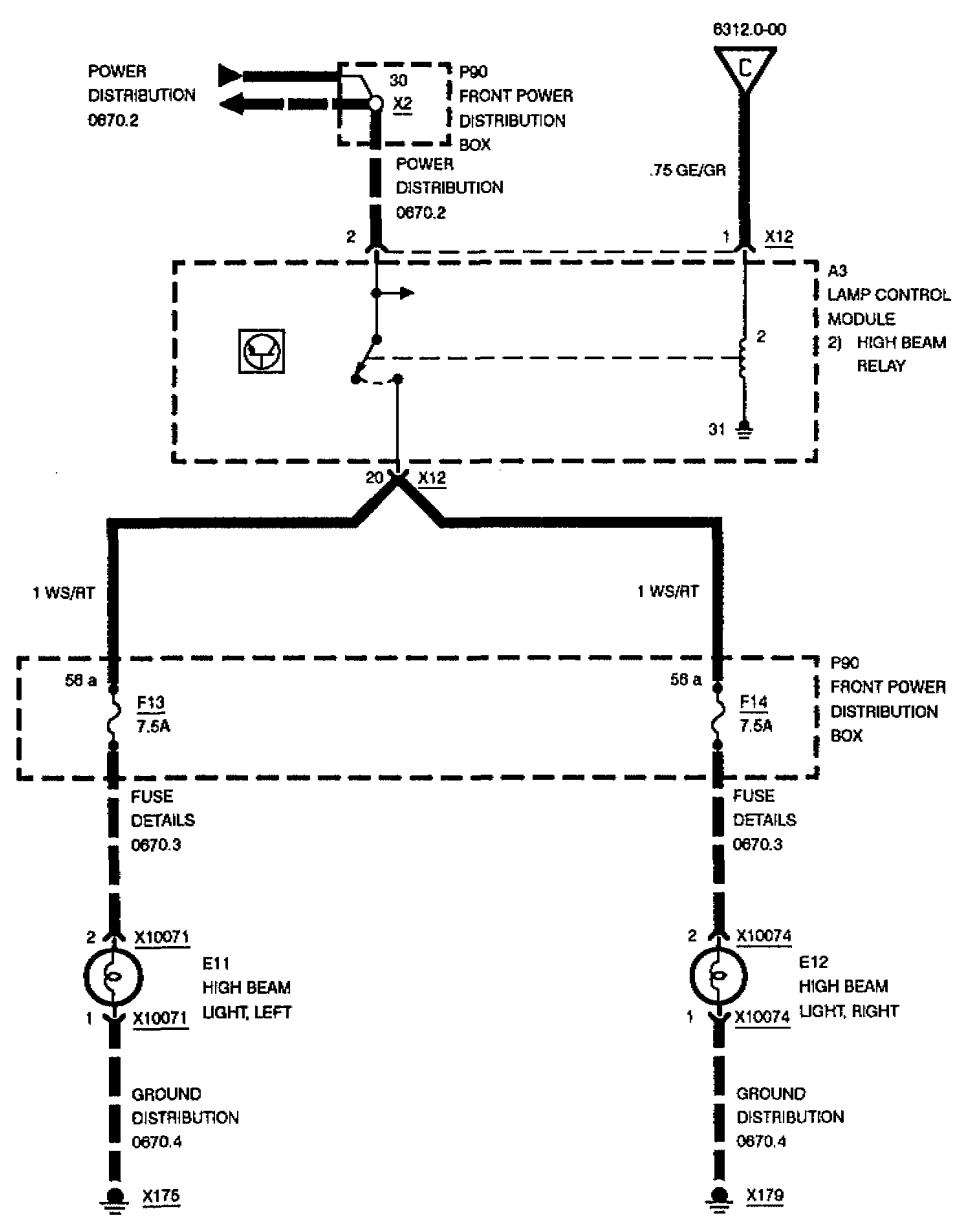 6312.0-00
C
POWER
DISTRIBUTION
0670.2
30
X2
P90
FRONT POWER
DISTRIBUTION
BOX
POWER
DISTRIBUTION
0670.2
.75 GE/GR
2
1
X12
A3
LAMP CONTROL
MODULE
2) HIGH BEAM
RELAY
2
31
20
X12
1 WS/RT
1 WS/RT
56 a
F13
7.5A
56 a
F14
7.5A
P90
FRONT POWER
DISTRIBUTION
BOX
FUSE
DETAILS
0670.3
FUSE
DETAILS
0670.3
2
X10071
E11
HIGH BEAM
LIGHT, LEFT
1
X10071
2
X10074
E12
HIGH BEAM
LIGHT, RIGHT
1
X10074
GROUND
DISTRIBUTION
0670.4
GROUND
DISTRIBUTION
0670.4
X175
X179